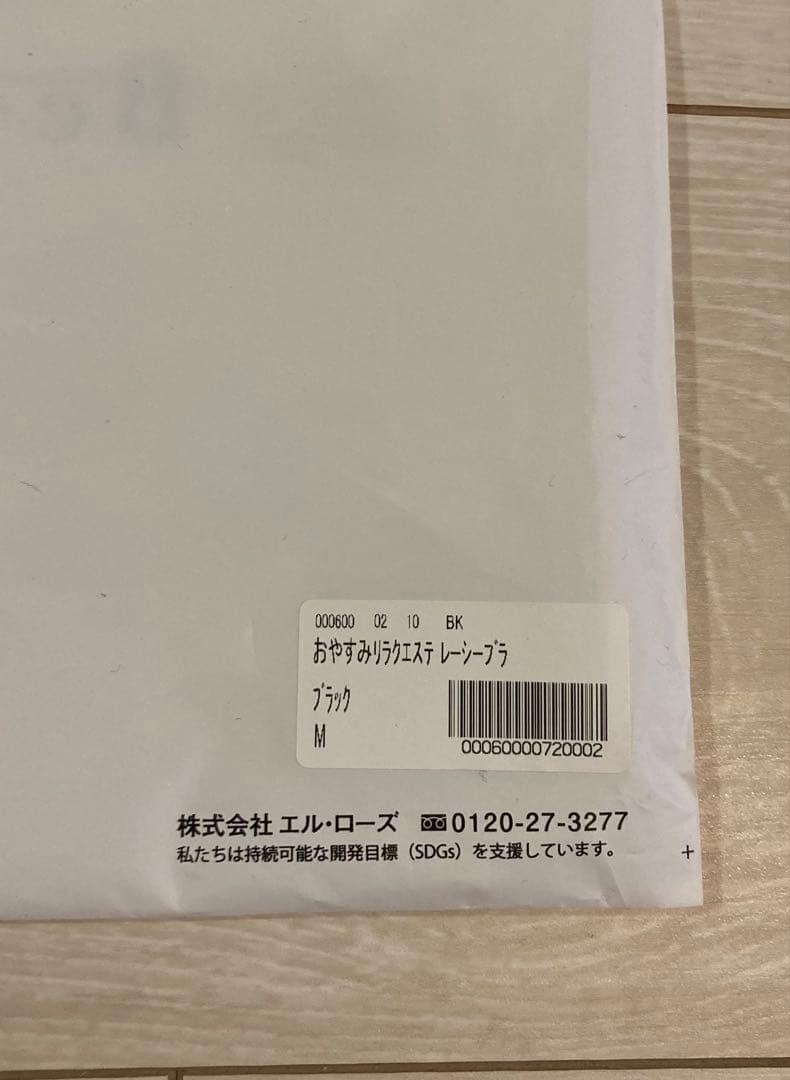 000600 02 10 BK
おやすみリラクエステ レーシーブラ
ブラック
M
00060000720002
株式会社 エル・ローズ 0120-27-3277
私たちは持続可能な開発目標（SDGs）を支援しています。